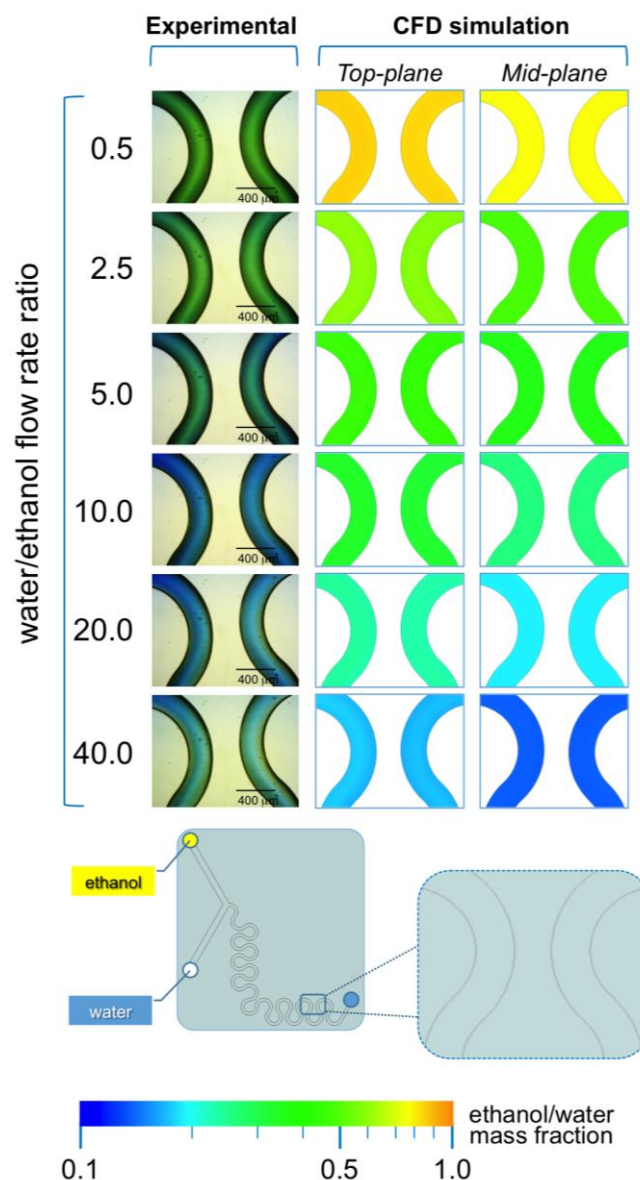 Experimental
CFD simulation
Top-plane
Mid-plane
water/ethanol flow rate ratio
0.5
400 µm
2.5
400 µm
5.0
400 µm
10.0
400 µm
20.0
400 µm
40.0
400 µm
ethanol
water
ethanol/water
mass fraction
0.1
0.5
1.0